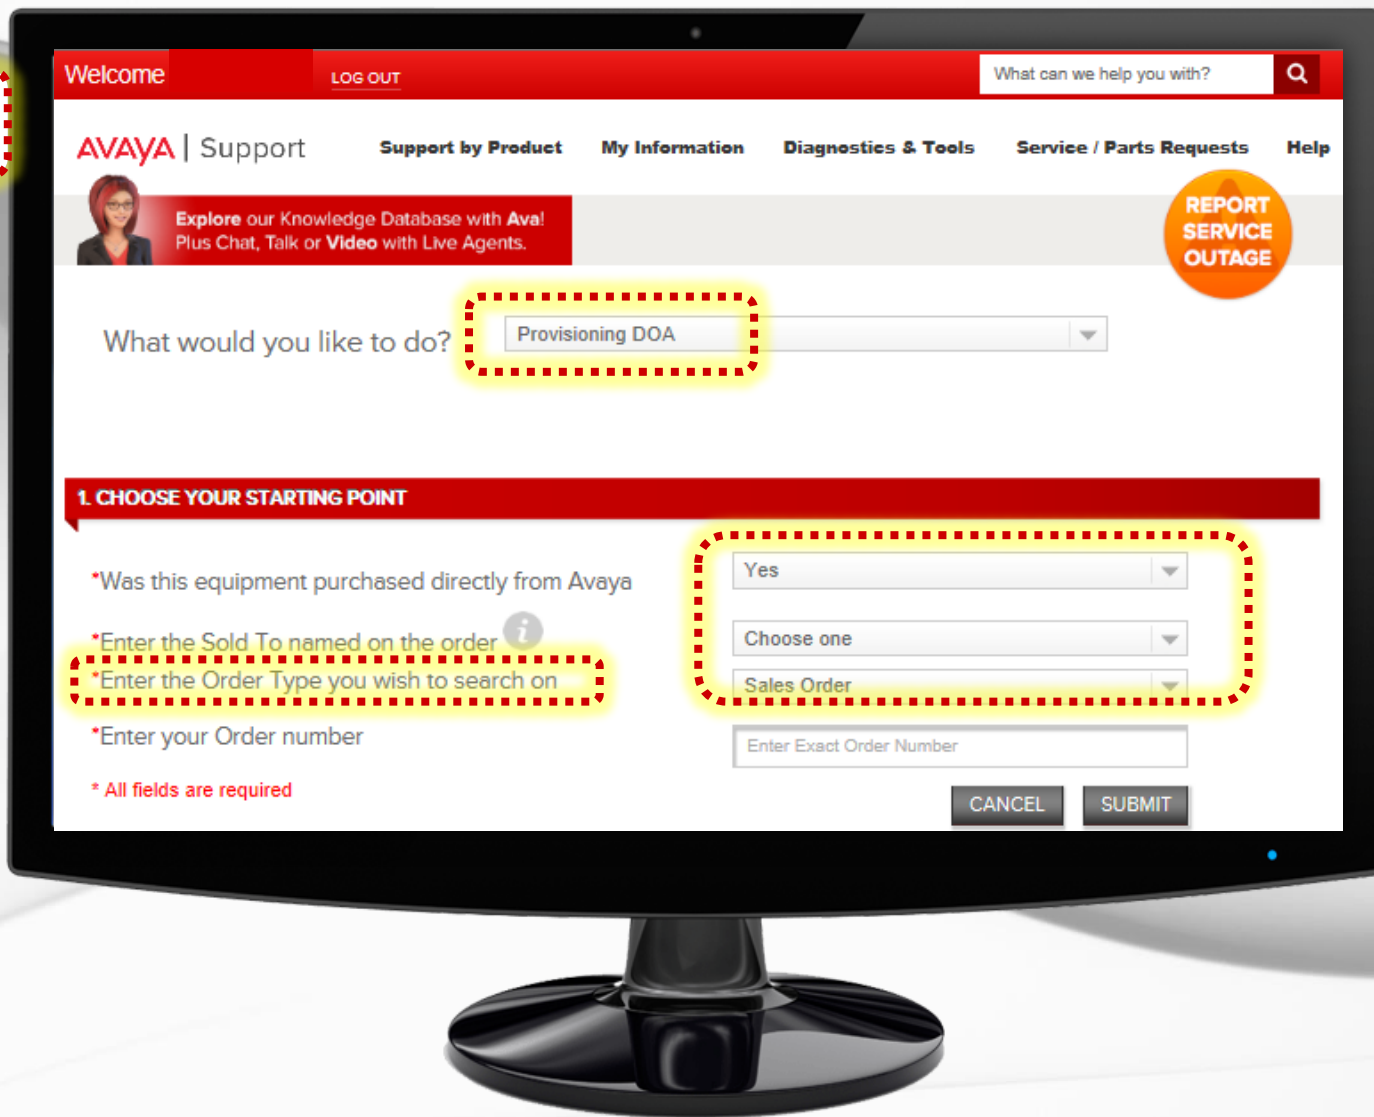 Welcome LOG OUT What can we help you with?
AVAYA | Support Support by Product My Information Diagnostics & Tools Service / Parts Requests Help
Explore our Knowledge Database with Ava!
Plus Chat, Talk or Video with Live Agents.
REPORT
SERVICE
OUTAGE
What would you like to do? Provisioning DOA
1. CHOOSE YOUR STARTING POINT
*Was this equipment purchased directly from Avaya Yes
*Enter the Sold To named on the order i Choose one
*Enter the Order Type you wish to search on Sales Order
*Enter your Order number Enter Exact Order Number
* All fields are required
CANCEL SUBMIT